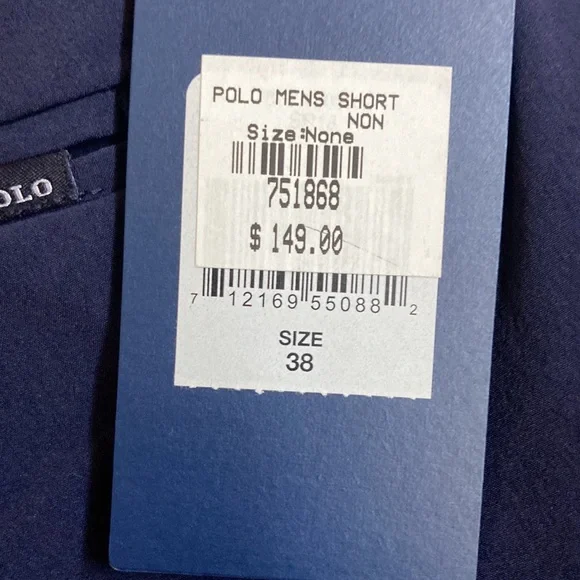 POLO MENS SHORT
NON
Size:None
751868
$ 149.00
7 12169 55088 2
SIZE
38
OLO